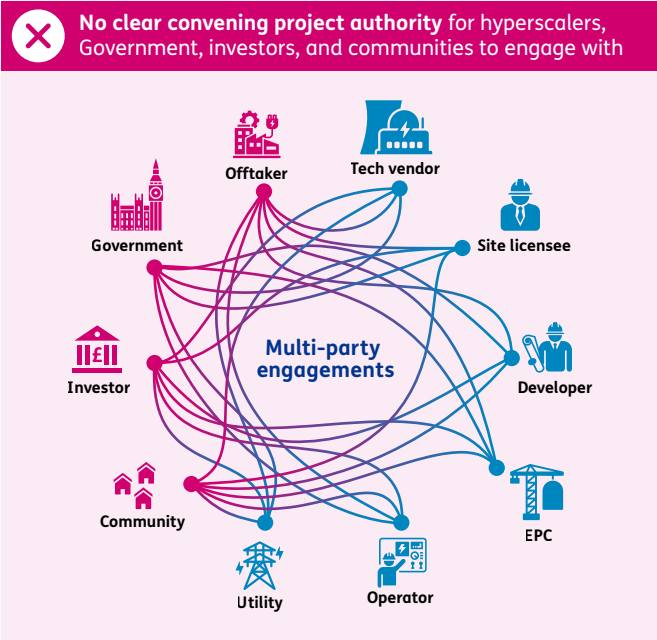 No clear convening project authority for hyperscalers,
Government, investors, and communities to engage with
Offtaker
Tech vendor
Government
Site licensee
£
Multi-party
engagements
Investor
Developer
Community
EPC
Utility
Operator